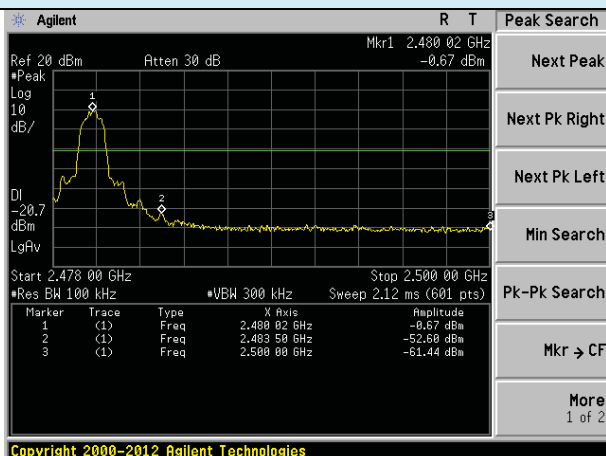 Agilent R T Peak Search
Mkr1 2.480 02 GHz
Ref 20 dBm Atten 30 dB -0.67 dBm
Next Peak
#Peak
Log
10
dB/
1
Next Pk Right
Next Pk Left
DI
-20.7
dBm
LgAv
2
3
Min Search
Start 2.478 00 GHz Stop 2.500 00 GHz
#Res BW 100 kHz #VBW 300 kHz Sweep 2.12 ms (601 pts)
Pk-Pk Search
Marker Trace Type X Axis Amplitude
1 (1) Freq 2.480 02 GHz -0.67 dBm
2 (1) Freq 2.483 50 GHz -52.60 dBm
3 (1) Freq 2.500 00 GHz -61.44 dBm
Mkr → CF
More
1 of 2
Copyright 2000-2012 Agilent Technologies